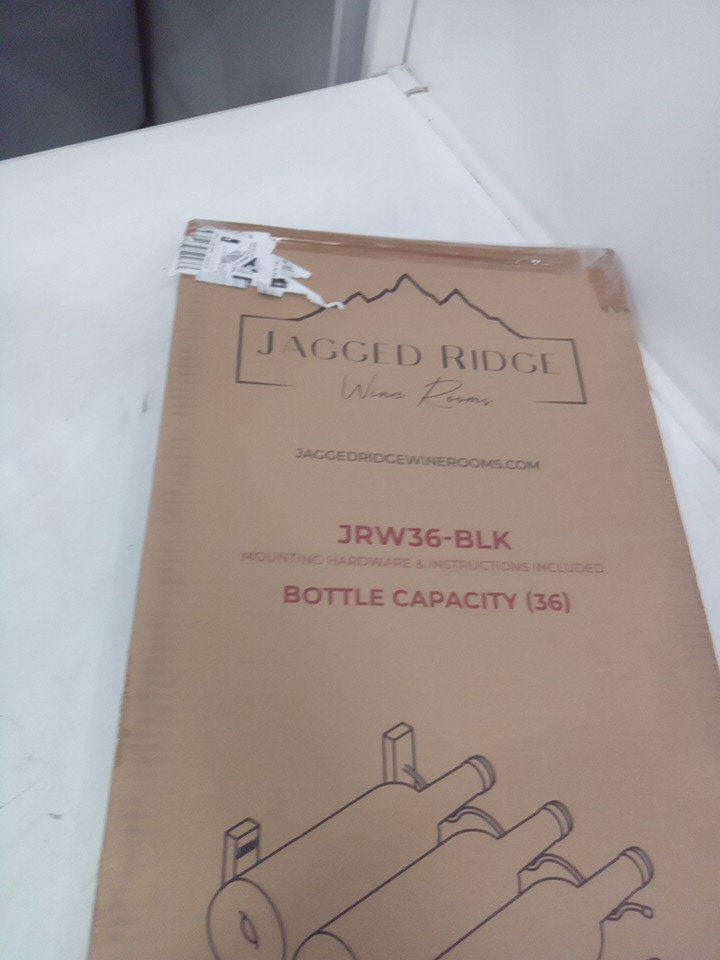 JAGGED RIDGE
Wine Rooms
JAGGEDRIDGEWINEROOMS.COM
JRW36-BLK
MOUNTING HARDWARE & INSTRUCTIONS INCLUDED
BOTTLE CAPACITY (36)